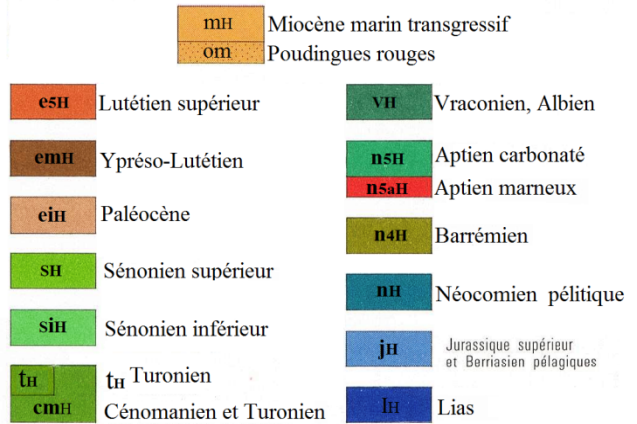 mH Miocène marin transgressif
om Poudingues rouges
e5H Lutétien supérieur
emH Ypréso-Lutétien
eiH Paléocène
sH Sénonien supérieur
siH Sénonien inférieur
tH tH Turonien
cmH Cénomanien et Turonien
vH Vraconien, Albien
n5H Aptien carbonaté
n5aH Aptien marneux
n4H Barrémien
nH Néocomien pélitique
jH Jurassique supérieur
et Berriasien pélagiques
lH Lias